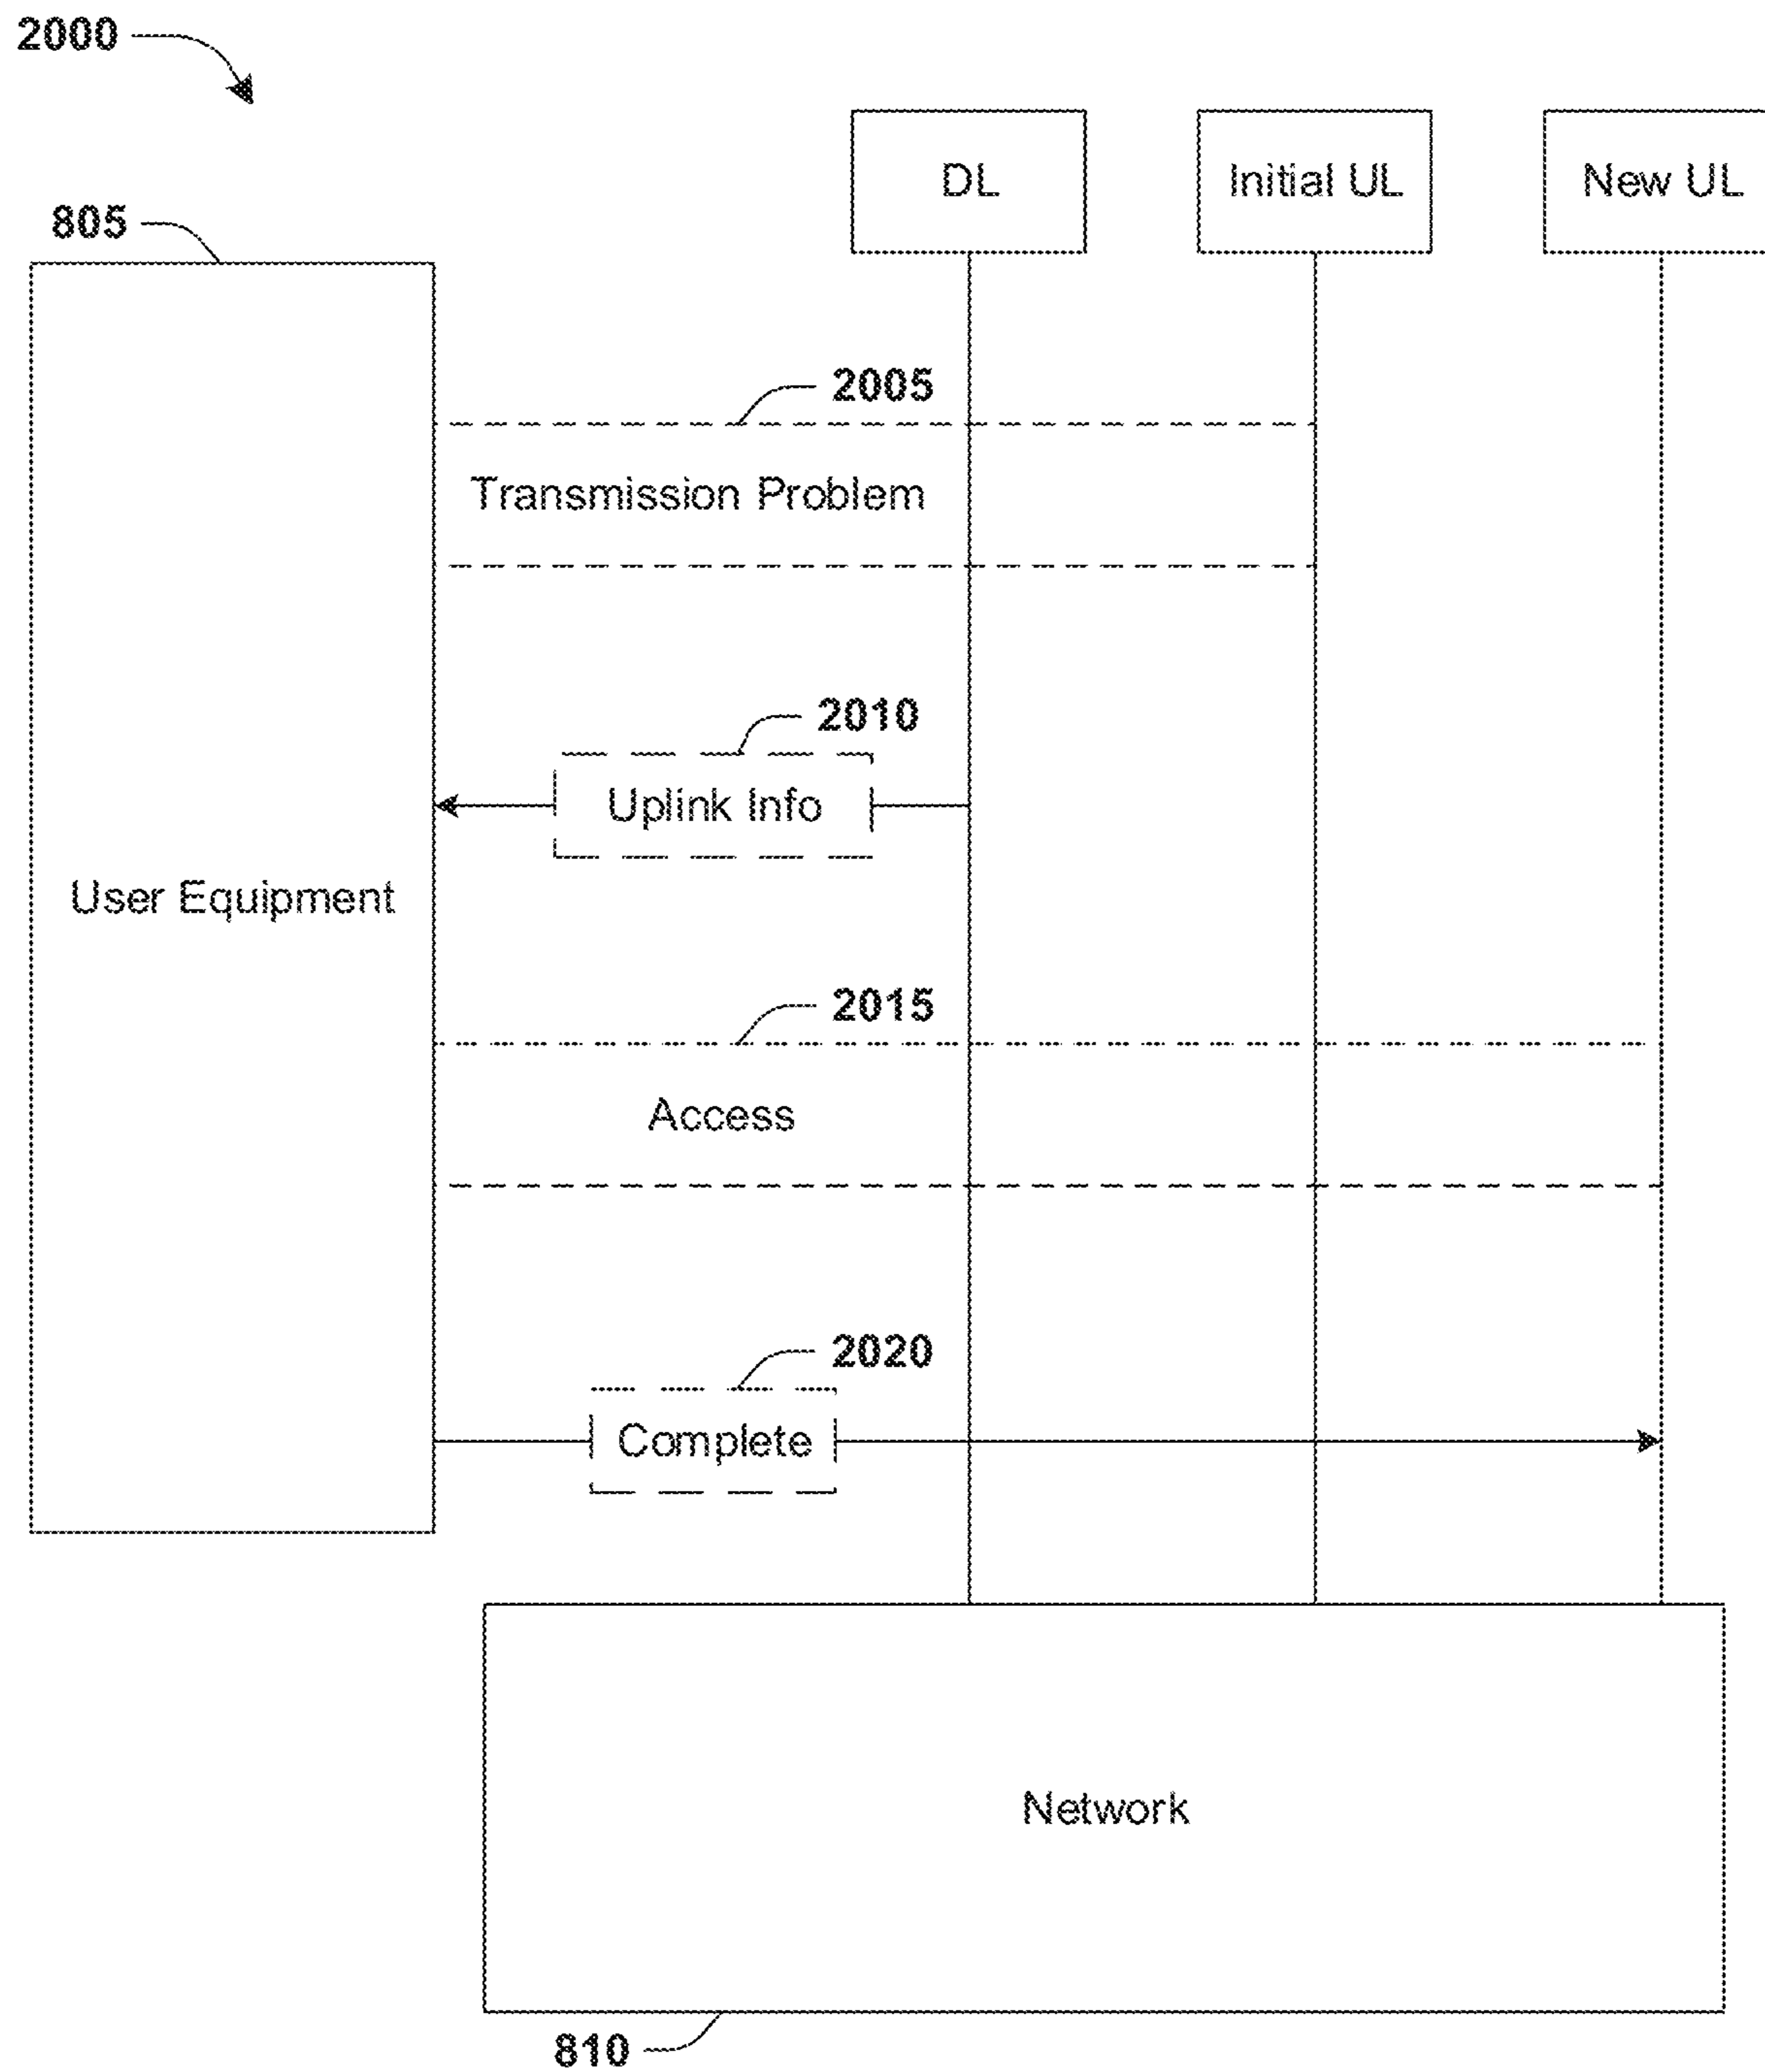 2000
DL
Initial UL
New UL
805
2005
Transmission Problem
2010
Uplink Info
User Equipment
2015
Access
2020
Complete
Network
810